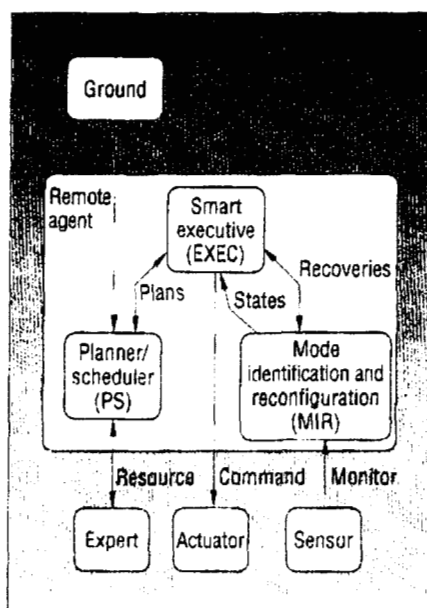 Ground
Remote
agent
Smart
executive
(EXEC)
Recoveries
Plans
States
Planner/
scheduler
(PS)
Mode
identification and
reconfiguration
(MIR)
Resource
Command
Monitor
Expert
Actuator
Sensor